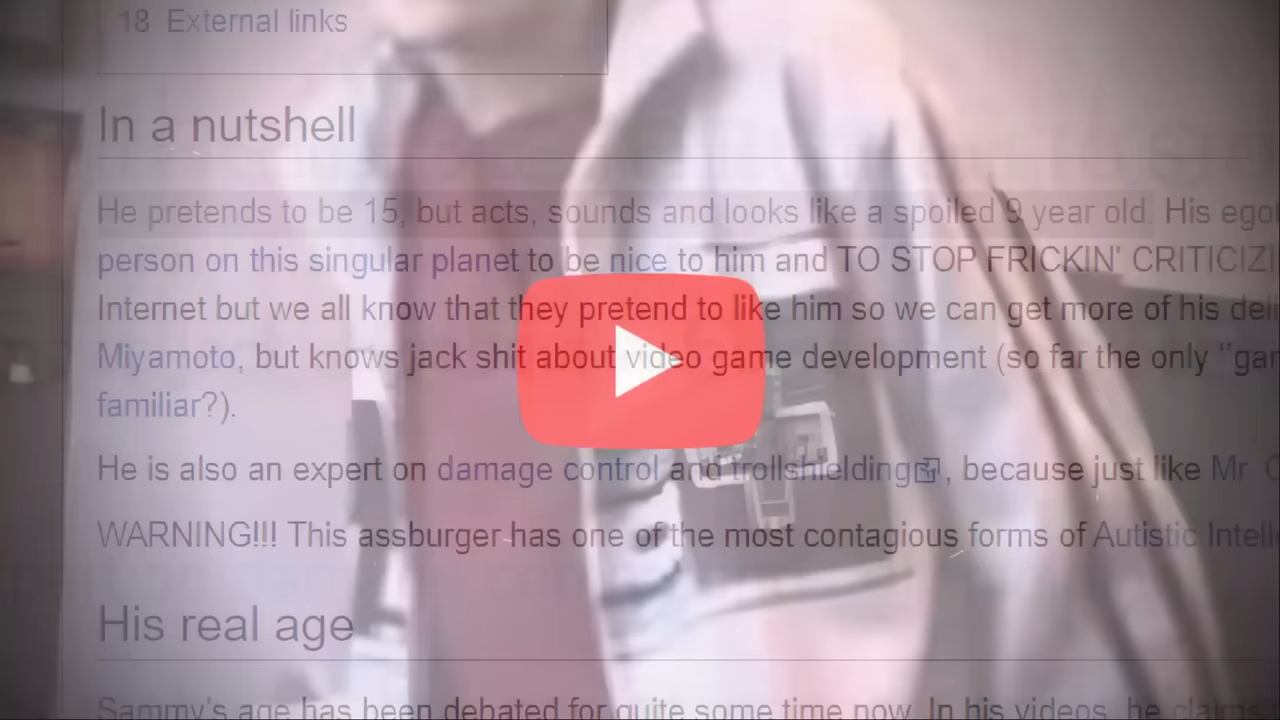 18 External links
In a nutshell
He pretends to be 15, but acts, sounds and looks like a spoiled 9 year old. His ego
person on this singular planet to be nice to him and TO STOP FRICKIN' CRITICIZI
Internet but we all know that they pretend to like him so we can get more of his deli
Miyamoto, but knows jack shit about video game development (so far the only "gar
familiar?).
He is also an expert on damage control and trollshielding, because just like Mr
WARNING!!! This assburger has one of the most contagious forms of Autistic Intell
His real age
Sammy's age has been debated for quite some time now. In his videos, he claims